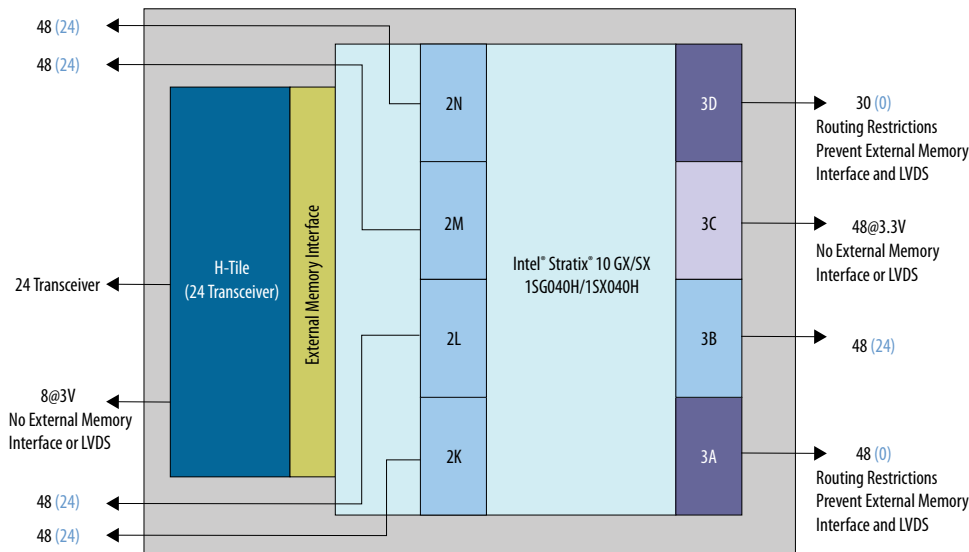 48 (24)
48 (24)
24 Transceiver
8@3V
No External Memory
Interface or LVDS
48 (24)
48 (24)
H-Tile
(24 Transceiver)
External Memory Interface
2N
2M
2L
2K
Intel® Stratix® 10 GX/SX
1SG040H/1SX040H
3D
3C
3B
3A
30 (0)
Routing Restrictions
Prevent External Memory
Interface and LVDS
48@3.3V
No External Memory
Interface or LVDS
48 (24)
48 (0)
Routing Restrictions
Prevent External Memory
Interface and LVDS